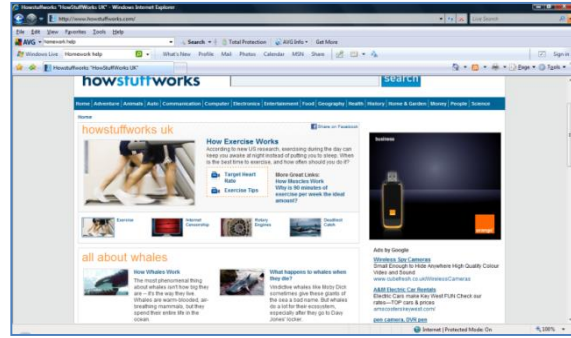 Howstuffworks "HowStuffWorks UK" - Windows Internet Explorer
http://www.howstuffworks.com/
Live Search
File Edit View Favorites Tools Help
AVG homework help Search Total Protection AVG Info Get More
Windows Live Homework help What's New Profile Mail Photos Calendar MSN Share Sign in
Howstuffworks "HowStuffWorks UK" Page Tools
howstuffworks
search
Home Adventure Animals Auto Communication Computer Electronics Entertainment Food Geography Health History Home & Garden Money People Science
Home
howstuffworks uk
Share on Facebook
How Exercise Works
According to new US research, exercising during the day can
keep you awake at night instead of putting you to sleep. When
is the best time to exercise, and how often should you do it?
Target Heart
Rate
Exercise Tips
More Great Links:
How Muscles Work
Why is 90 minutes of
exercise per week the ideal
amount?
Exercise
Internet
Censorship
Rotary
Engines
Deadliest
Catch
all about whales
How Whales Work
The most phenomenal thing
about whales isn't how big they
are – it's the way they live.
Whales are warm-blooded, air-
breathing mammals, but they
spend their entire life in the
ocean.
What happens to whales when
they die?
Vindictive whales like Moby Dick
sometimes give these giants of
the sea a bad name. But whales
do a lot for their ecosystem,
especially after they go to Davy
Jones' locker.
business
orange
Ads by Google
Wireless Spy Cameras
Small Enough to Hide Anywhere High Quality Colour
Video and Sound
www.cubefresh.co.uk/WirelessCameras
A&M Electric Car Rentals
Electric Cars make Key West FUN Check our
rates—TOP cars & prices
amscooterskeywest.com/
pen camera, DVR pen
Internet | Protected Mode: On
100%